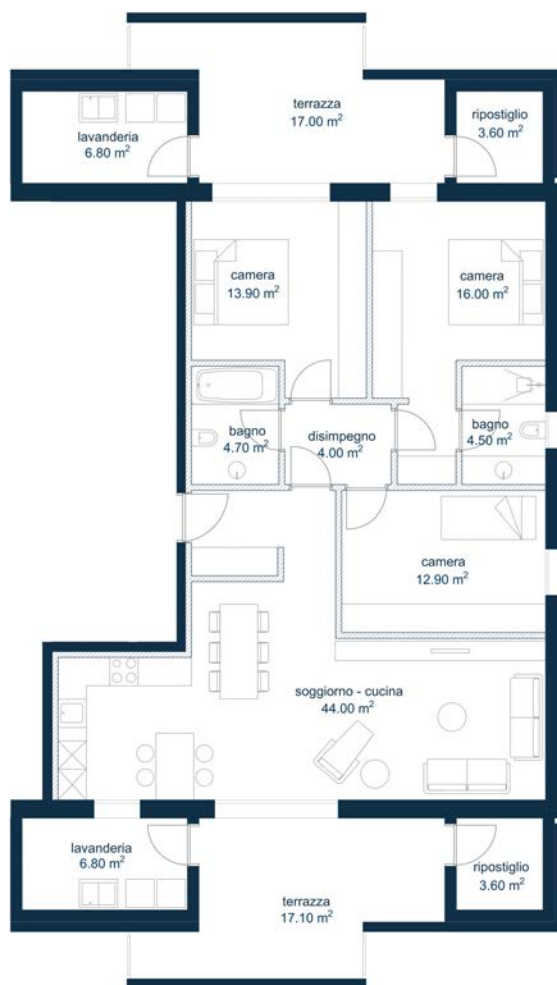 terrazza
17.00 m²
ripostiglio
3.60 m²
lavanderia
6.80 m²
camera
13.90 m²
camera
16.00 m²
bagno
4.70 m²
disimpegno
4.00 m²
bagno
4.50 m²
camera
12.90 m²
soggiorno - cucina
44.00 m²
lavanderia
6.80 m²
ripostiglio
3.60 m²
terrazza
17.10 m²